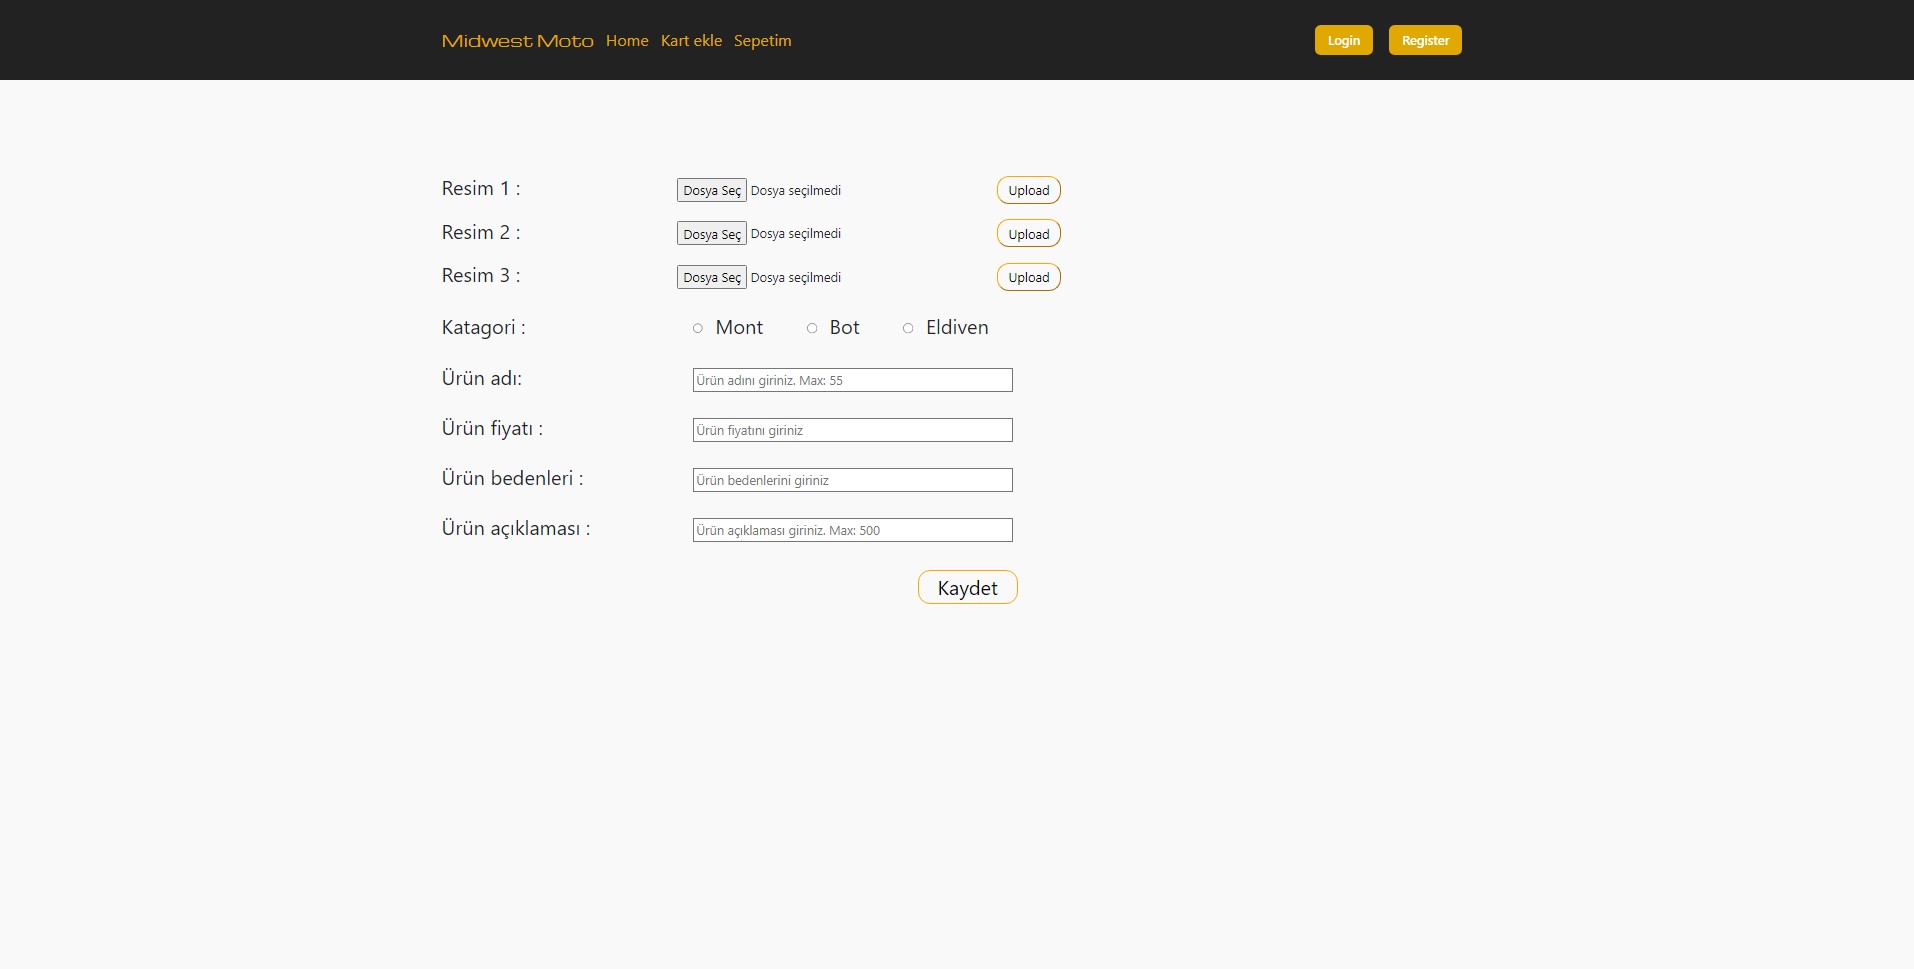 Midwest Moto Home Kart ekle Sepetim Login Register
Resim 1 : Dosya Seç Dosya seçilmedi Upload
Resim 2 : Dosya Seç Dosya seçilmedi Upload
Resim 3 : Dosya Seç Dosya seçilmedi Upload
Katagori : Mont Bot Eldiven
Ürün adı: Ürün adını giriniz. Max: 55
Ürün fiyatı : Ürün fiyatını giriniz
Ürün bedenleri : Ürün bedenlerini giriniz
Ürün açıklaması : Ürün açıklaması giriniz. Max: 500
Kaydet